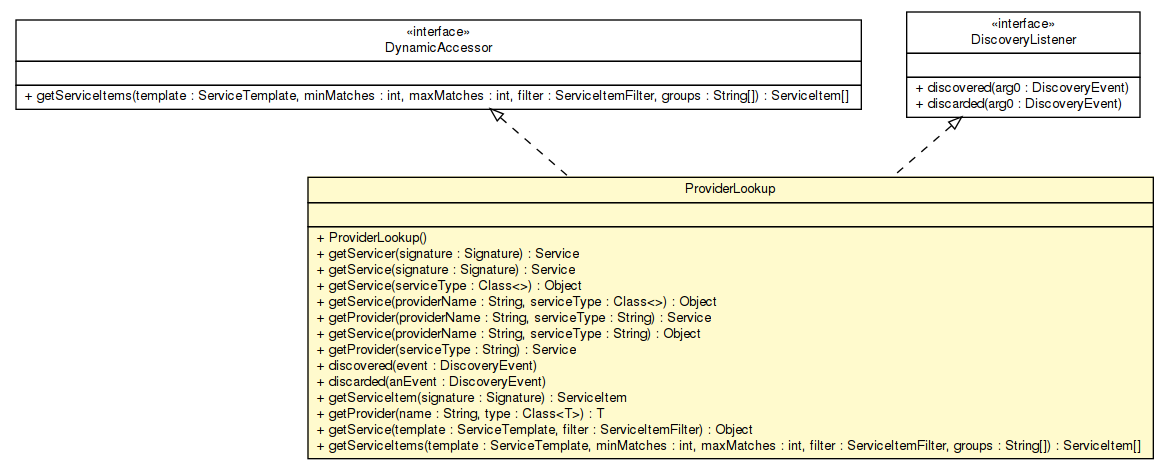 «interface»
DynamicAccessor
+ getServiceItems(template : ServiceTemplate, minMatches : int, maxMatches : int, filter : ServiceItemFilter, groups : String[]) : ServiceItem[]
«interface»
DiscoveryListener
+ discovered(arg0 : DiscoveryEvent)
+ discarded(arg0 : DiscoveryEvent)
ProviderLookup
+ ProviderLookup()
+ getServicer(signature : Signature) : Service
+ getService(signature : Signature) : Service
+ getService(serviceType : Class<>) : Object
+ getService(providerName : String, serviceType : Class<>) : Object
+ getProvider(providerName : String, serviceType : String) : Service
+ getService(providerName : String, serviceType : String) : Object
+ getProvider(serviceType : String) : Service
+ discovered(event : DiscoveryEvent)
+ discarded(anEvent : DiscoveryEvent)
+ getServiceItem(signature : Signature) : ServiceItem
+ getProvider(name : String, type : Class<T>) : T
+ getService(template : ServiceTemplate, filter : ServiceItemFilter) : Object
+ getServiceItems(template : ServiceTemplate, minMatches : int, maxMatches : int, filter : ServiceItemFilter, groups : String[]) : ServiceItem[]